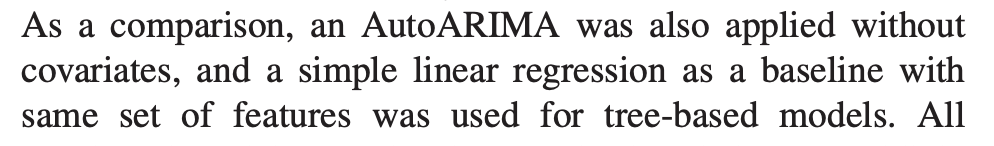 As a comparison, an AutoARIMA was also applied without
covariates, and a simple linear regression as a baseline with
same set of features was used for tree-based models. All